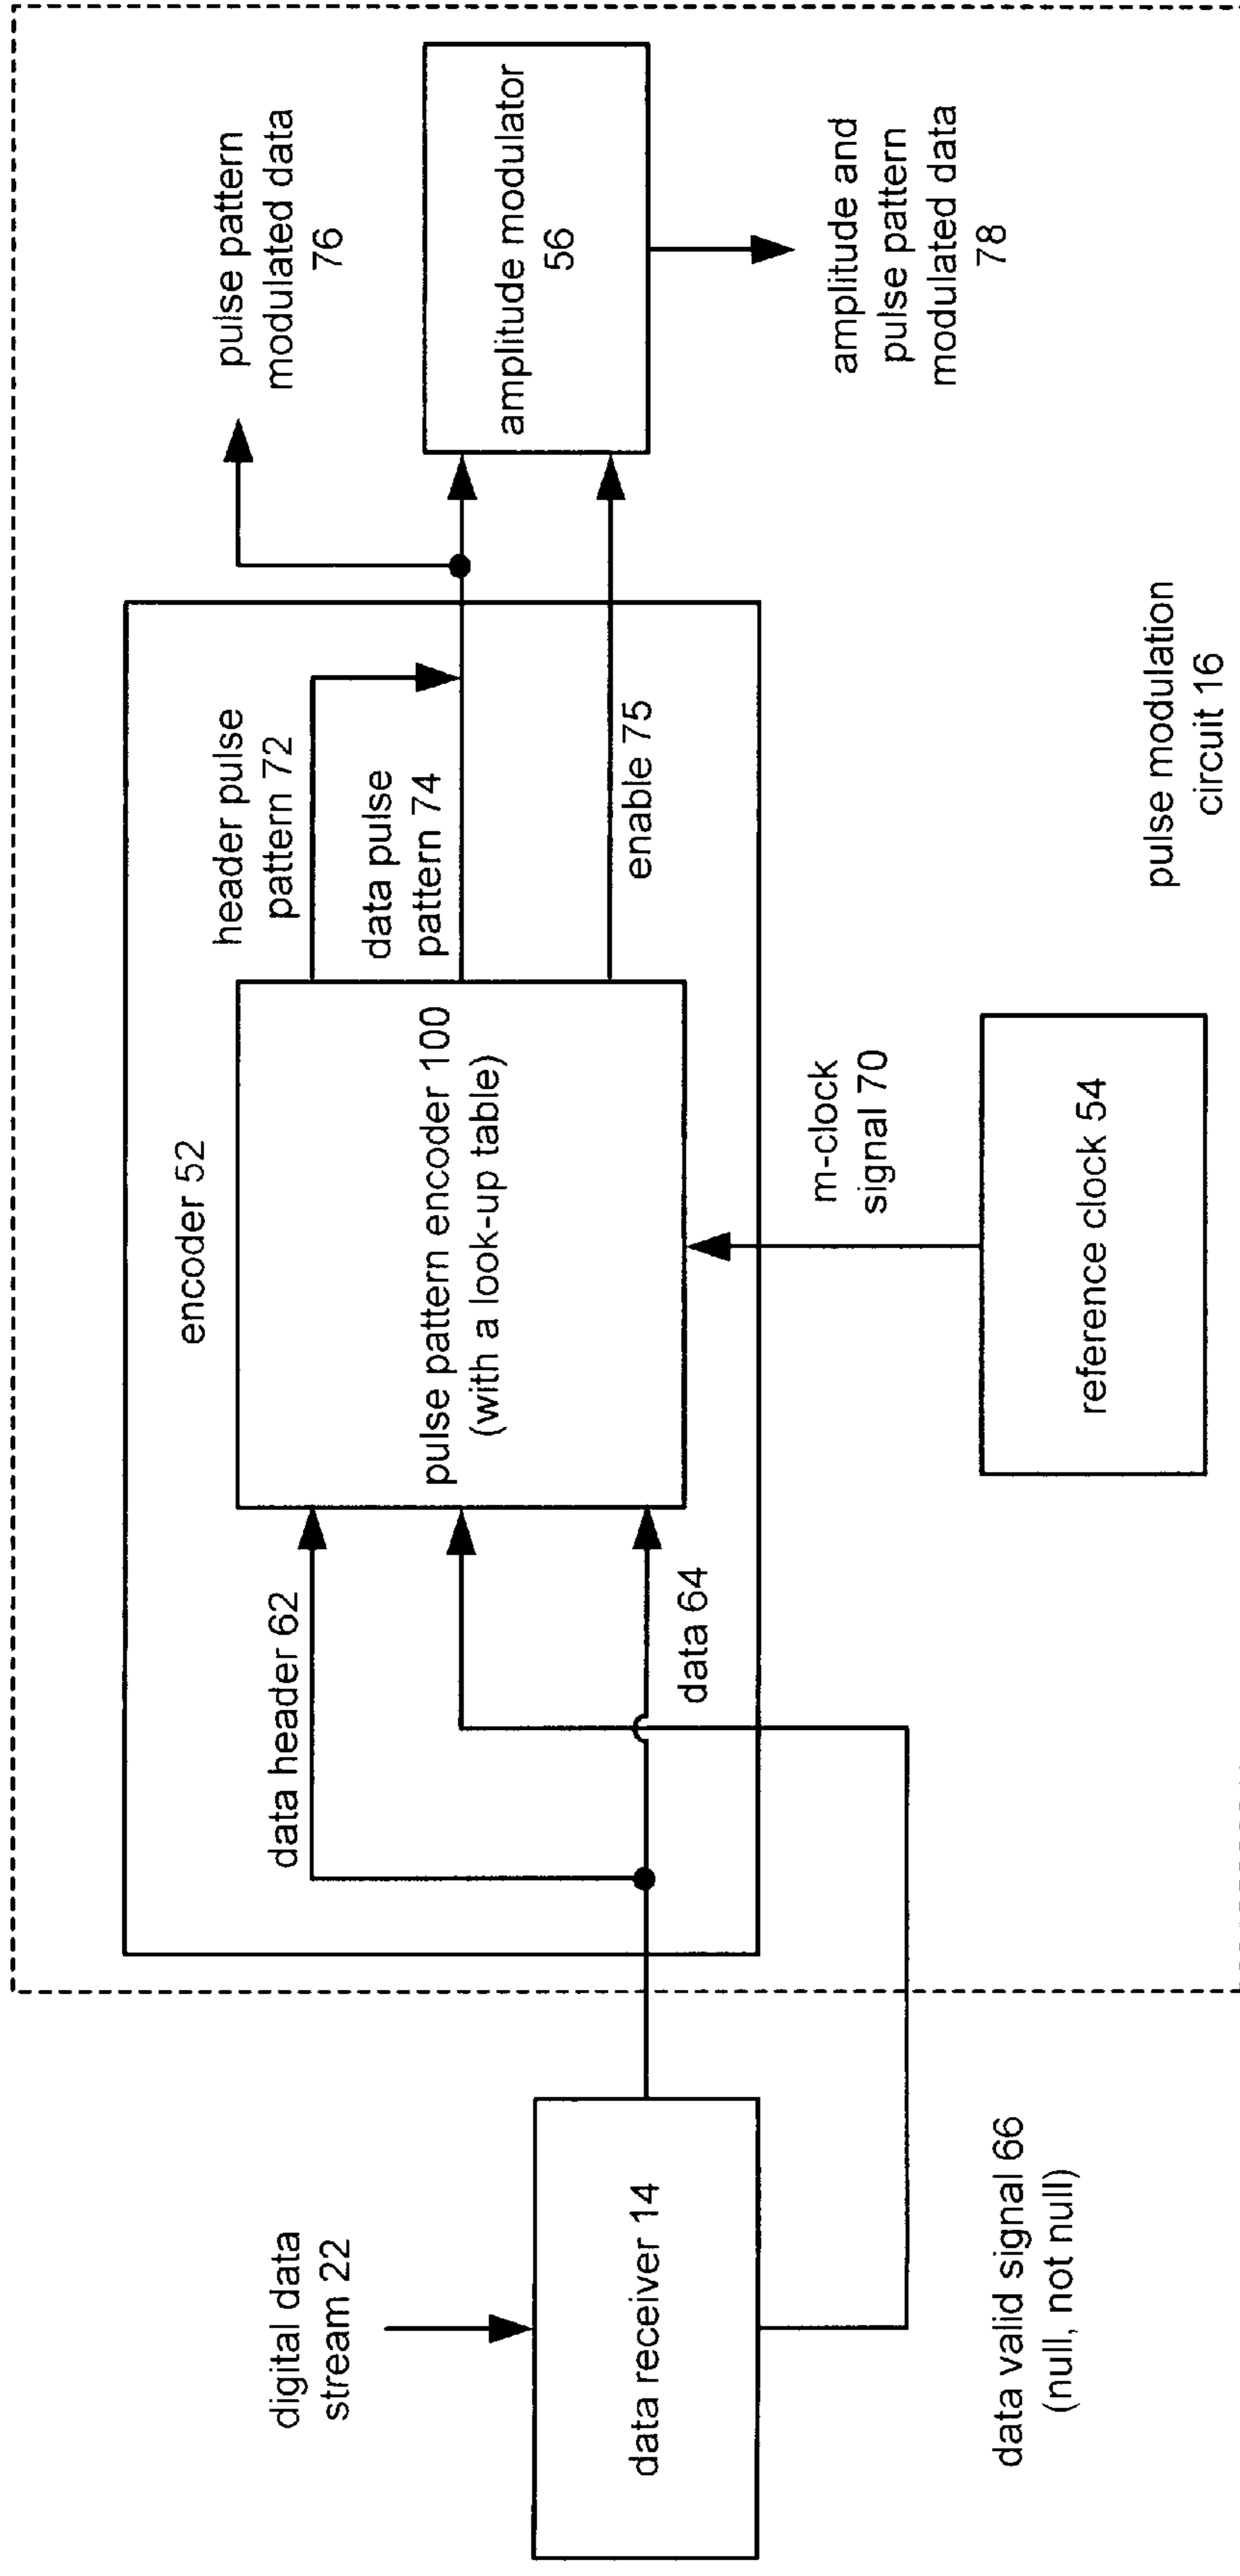 digital data
stream 22
data receiver 14
data valid signal 66
(null, not null)
encoder 52
data header 62
data 64
pulse pattern encoder 100
(with a look-up table)
header pulse
pattern 72
data pulse
pattern 74
enable 75
m-clock
signal 70
reference clock 54
pulse pattern
modulated data
76
amplitude modulator
56
amplitude and
pulse pattern
modulated data
78
pulse modulation
circuit 16